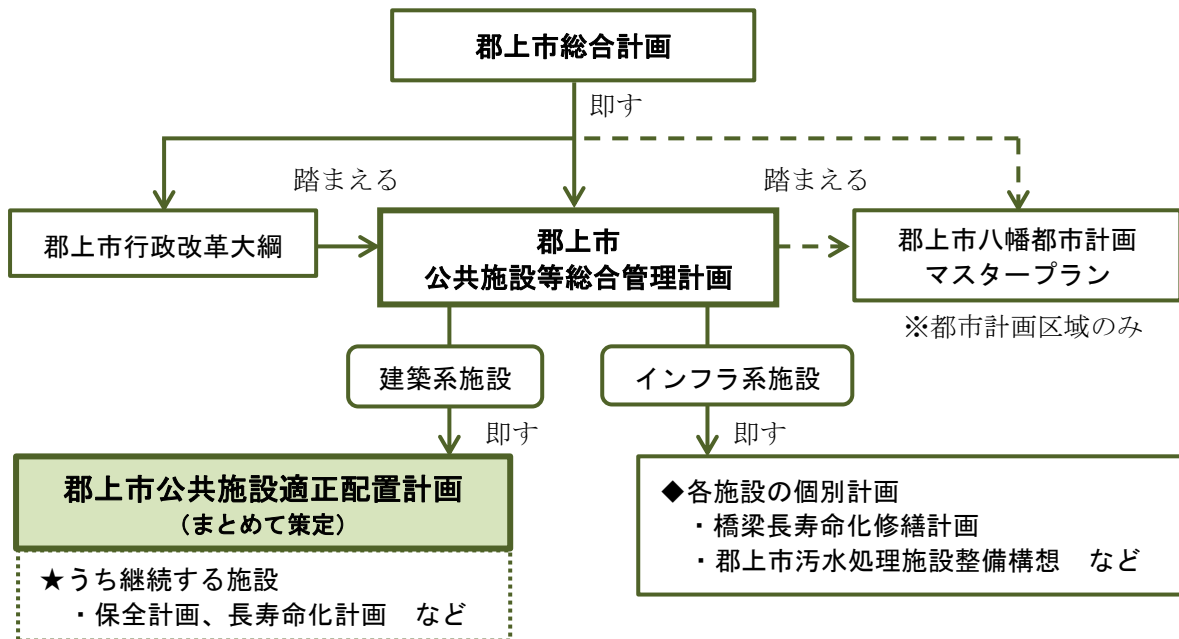 郡上市総合計画
即す
踏まえる
踏まえる
郡上市行政改革大綱
郡上市
公共施設等総合管理計画
郡上市八幡都市計画
マスタープラン
※都市計画区域のみ
建築系施設
インフラ系施設
即す
即す
郡上市公共施設適正配置計画
（まとめて策定）
★うち継続する施設
・保全計画、長寿命化計画　など
◆各施設の個別計画
・橋梁長寿命化修繕計画
・郡上市汚水処理施設整備構想　など